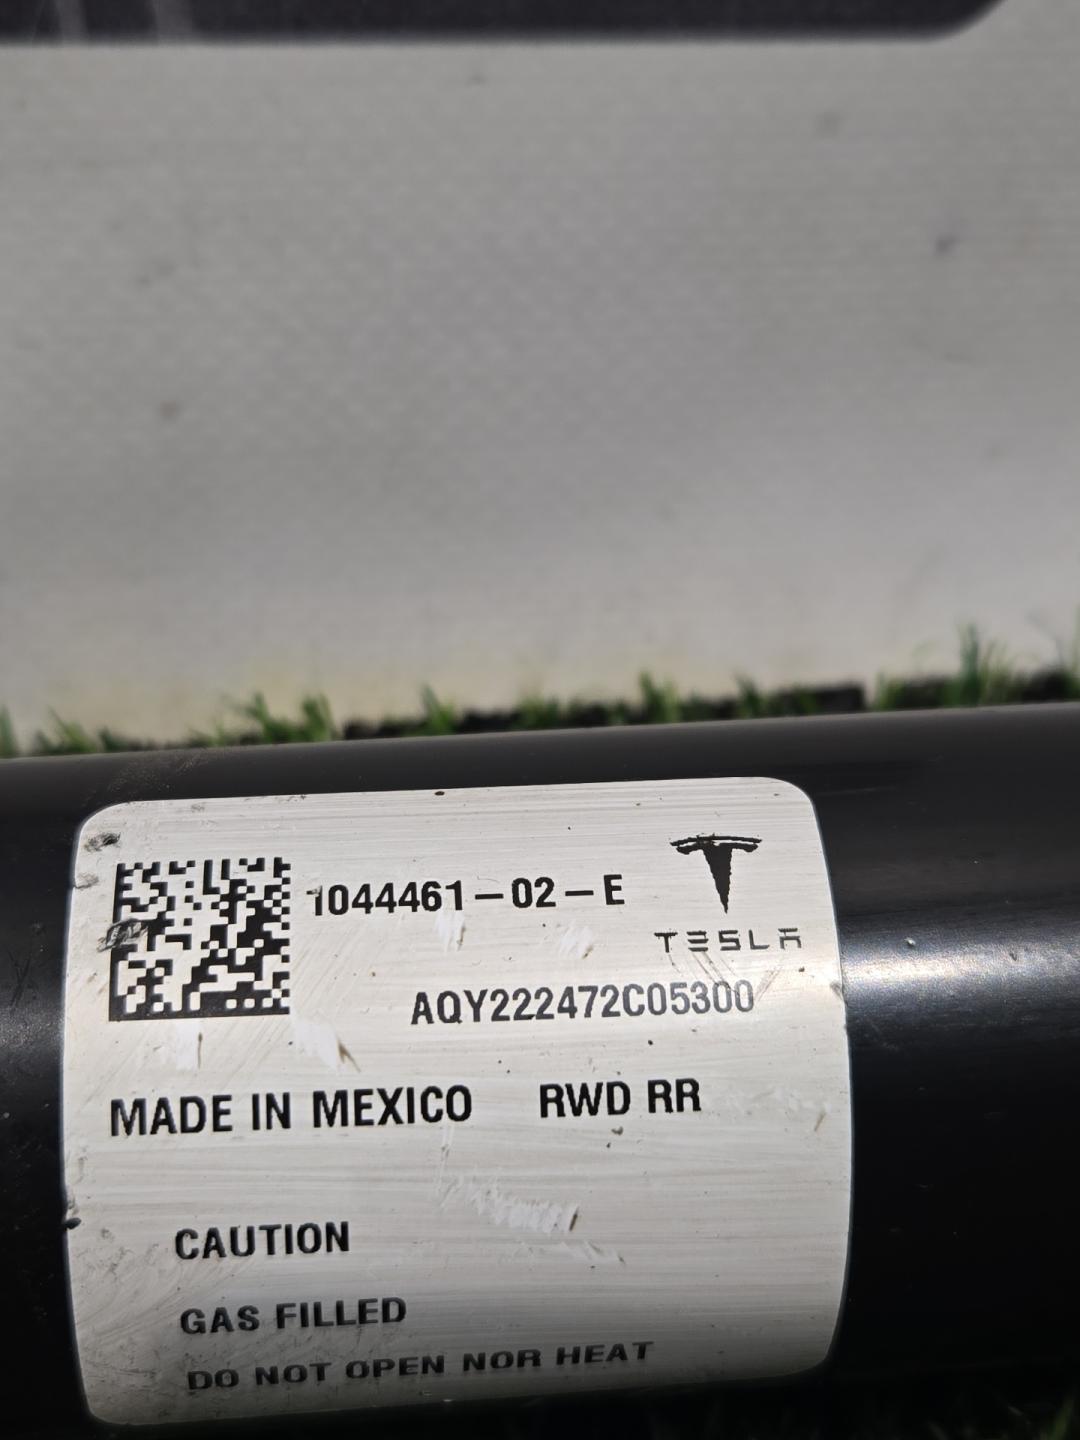 1044461-02-E
TESLA
AQY222472C05300
MADE IN MEXICO RWD RR
CAUTION
GAS FILLED
DO NOT OPEN NOR HEAT